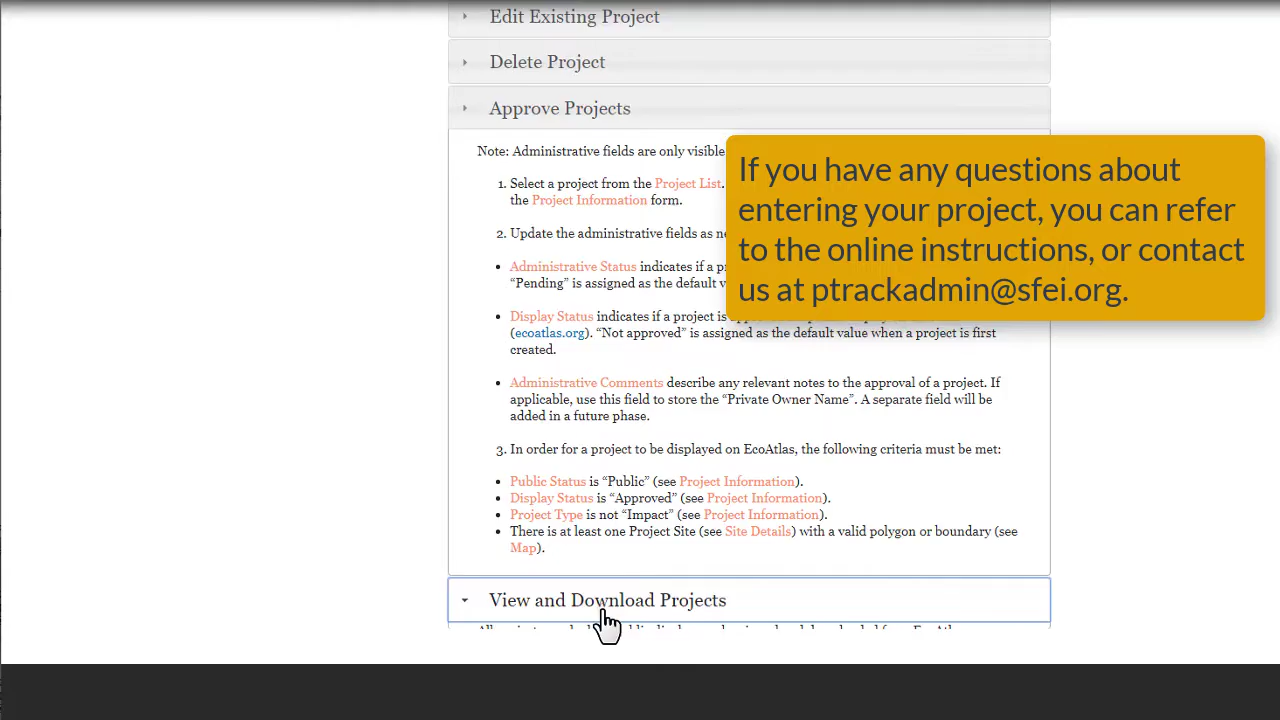 Edit Existing Project
Delete Project
Approve Projects
Note: Administrative fields are only visible
1. Select a project from the Project List.
the Project Information form.
2. Update the administrative fields as
Administrative Status indicates if a
“Pending” is assigned as the default
Display Status indicates if a project is
(ecoatlas.org). “Not approved” is assigned as the default value when a project is first
created.
Administrative Comments describe any relevant notes to the approval of a project. If
applicable, use this field to store the “Private Owner Name”. A separate field will be
added in a future phase.
3. In order for a project to be displayed on EcoAtlas, the following criteria must be met:
Public Status is “Public” (see Project Information).
Display Status is “Approved” (see Project Information).
Project Type is not “Impact” (see Project Information).
There is at least one Project Site (see Site Details) with a valid polygon or boundary (see
Map).
View and Download Projects
If you have any questions about
entering your project, you can refer
to the online instructions, or contact
us at ptrackadmin@sfei.org.